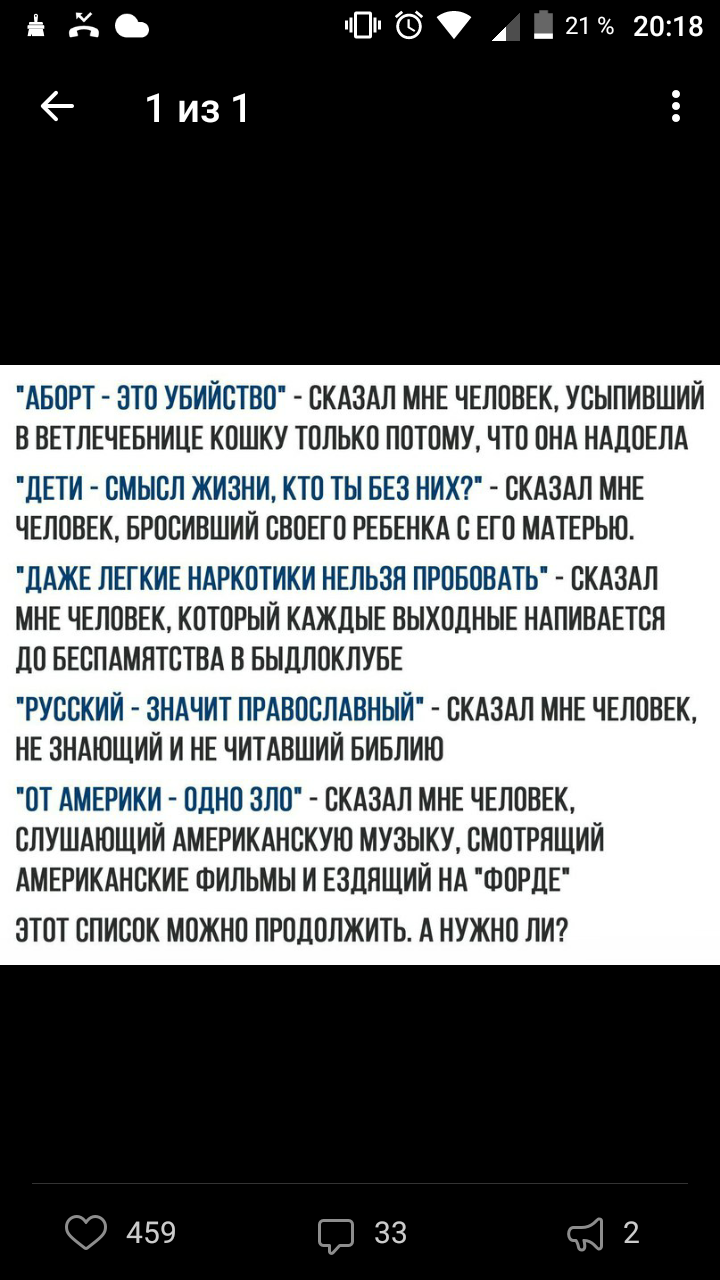 21 % 20:18
1 из 1
"АБОРТ - ЭТО УБИЙСТВО" - СКАЗАЛ МНЕ ЧЕЛОВЕК, УСЫПИВШИЙ
В ВЕТЛЕЧЕБНИЦЕ КОШКУ ТОЛЬКО ПОТОМУ, ЧТО ОНА НАДОЕЛА
"ДЕТИ - СМЫСЛ ЖИЗНИ, КТО ТЫ БЕЗ НИХ?" - СКАЗАЛ МНЕ
ЧЕЛОВЕК, БРОСИВШИЙ СВОЕГО РЕБЕНКА С ЕГО МАТЕРЬЮ.
"ДАЖЕ ЛЕГКИЕ НАРКОТИКИ НЕЛЬЗЯ ПРОБОВАТЬ" - СКАЗАЛ
МНЕ ЧЕЛОВЕК, КОТОРЫЙ КАЖДЫЕ ВЫХОДНЫЕ НАПИВАЕТСЯ
ДО БЕСПАМЯТСТВА В БЫДЛОКЛУБЕ
"РУССКИЙ - ЗНАЧИТ ПРАВОСЛАВНЫЙ" - СКАЗАЛ МНЕ ЧЕЛОВЕК,
НЕ ЗНАЮЩИЙ И НЕ ЧИТАВШИЙ БИБЛИЮ
"ОТ АМЕРИКИ - ОДНО ЗЛО" - СКАЗАЛ МНЕ ЧЕЛОВЕК,
СЛУШАЮЩИЙ АМЕРИКАНСКУЮ МУЗЫКУ, СМОТРЯЩИЙ
АМЕРИКАНСКИЕ ФИЛЬМЫ И ЕЗДЯЩИЙ НА "ФОРДЕ"
ЭТОТ СПИСОК МОЖНО ПРОДОЛЖИТЬ. А НУЖНО ЛИ?
459 33 2